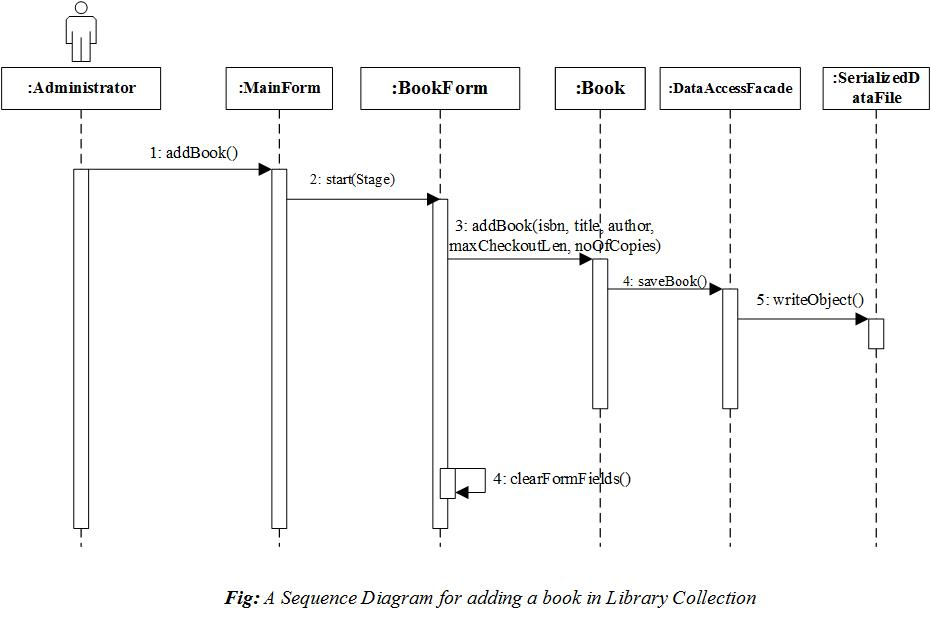 :Administrator
:MainForm
:BookForm
:Book
:DataAccessFacade
:SerializedD
ataFile
1: addBook()
2: start(Stage)
3: addBook(isbn, title, author,
maxCheckoutLen, noOfCopies)
4: saveBook()
5: writeObject()
4: clearFormFields()
Fig: A Sequence Diagram for adding a book in Library Collection